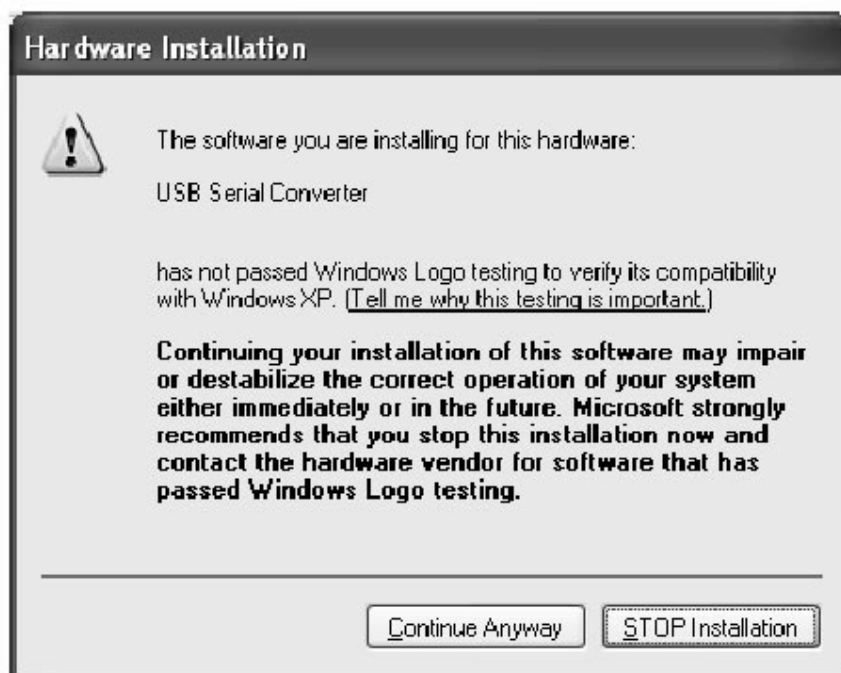 Hardware Installation
The software you are installing for this hardware:
USB Serial Converter
has not passed Windows Logo testing to verify its compatibility
with Windows XP. (Tell me why this testing is important.)
Continuing your installation of this software may impair
or destabilize the correct operation of your system
either immediately or in the future. Microsoft strongly
recommends that you stop this installation now and
contact the hardware vendor for software that has
passed Windows Logo testing.
Continue Anyway
STOP Installation